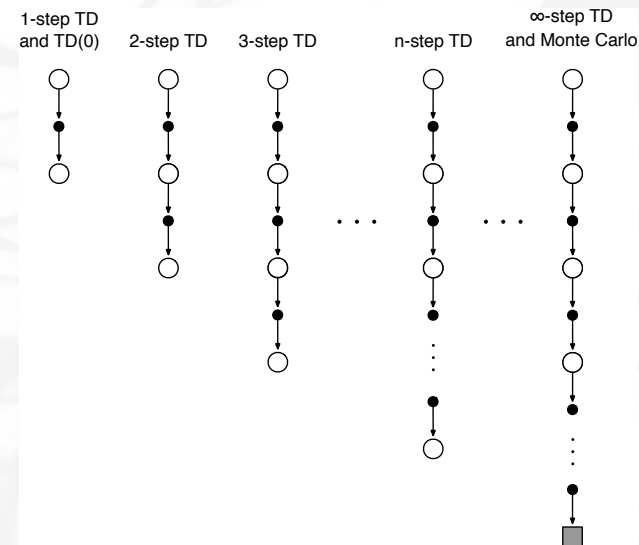 1-step TD
and TD(0)
2-step TD
3-step TD
n-step TD
∞-step TD
and Monte Carlo